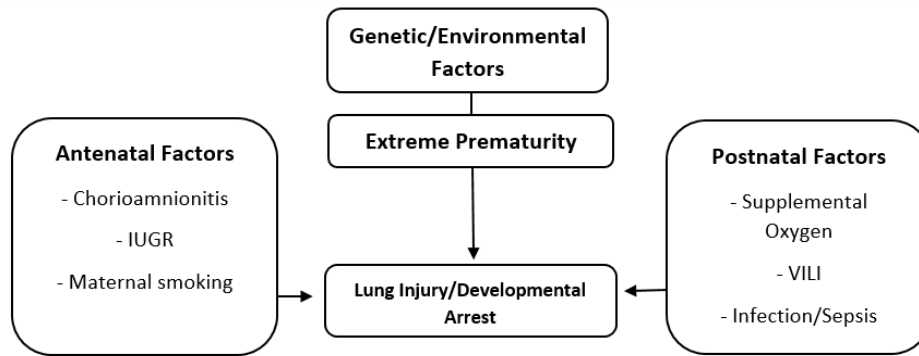 Genetic/Environmental
Factors
Extreme Prematurity
Antenatal Factors
- Chorioamnionitis
- IUGR
- Maternal smoking
Postnatal Factors
- Supplemental
Oxygen
- VILI
- Infection/Sepsis
Lung Injury/Developmental
Arrest